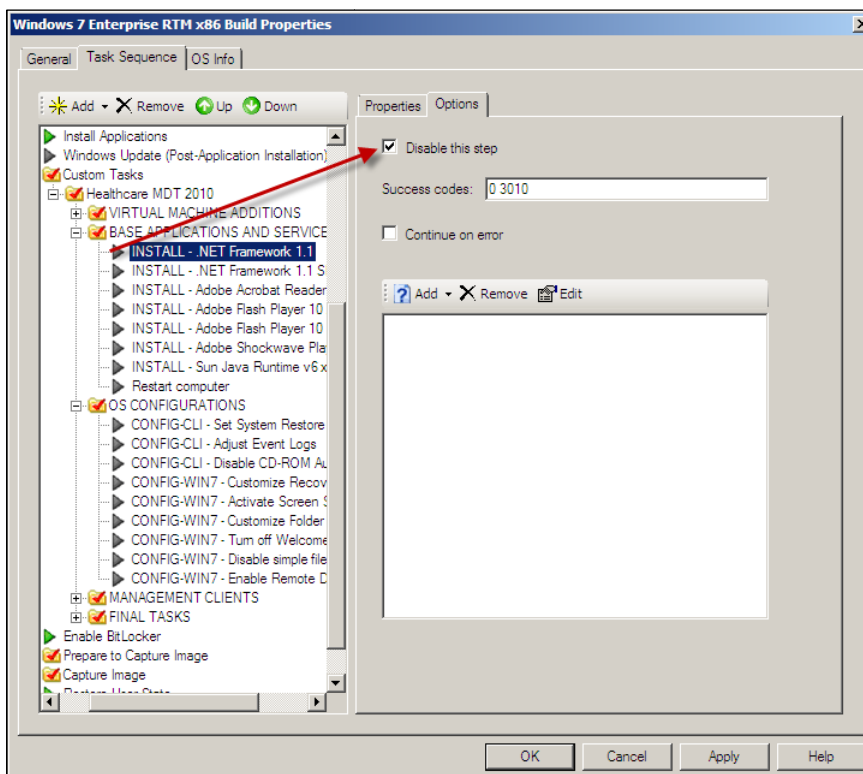 Windows 7 Enterprise RTM x86 Build Properties
General Task Sequence OS Info
Add Remove Up Down
Install Applications
Windows Update (Post-Application Installation)
Custom Tasks
Healthcare MDT 2010
VIRTUAL MACHINE ADDITIONS
BASE APPLICATIONS AND SERVICE
INSTALL - .NET Framework 1.1
INSTALL - .NET Framework 1.1 S
INSTALL - Adobe Acrobat Reader
INSTALL - Adobe Flash Player 10
INSTALL - Adobe Flash Player 10
INSTALL - Adobe Shockwave Pla
INSTALL - Sun Java Runtime v6 x
Restart computer
OS CONFIGURATIONS
CONFIG-CLI - Set System Restore
CONFIG-CLI - Adjust Event Logs
CONFIG-CLI - Disable CD-ROM Au
CONFIG-WIN7 - Customize Recov
CONFIG-WIN7 - Activate Screen S
CONFIG-WIN7 - Customize Folder
CONFIG-WIN7 - Turn off Welcome
CONFIG-WIN7 - Disable simple file
CONFIG-WIN7 - Enable Remote D
MANAGEMENT CLIENTS
FINAL TASKS
Enable BitLocker
Prepare to Capture Image
Capture Image
Restore User State
Properties Options
Disable this step
Success codes: 0 3010
Continue on error
Add Remove Edit
OK Cancel Apply Help